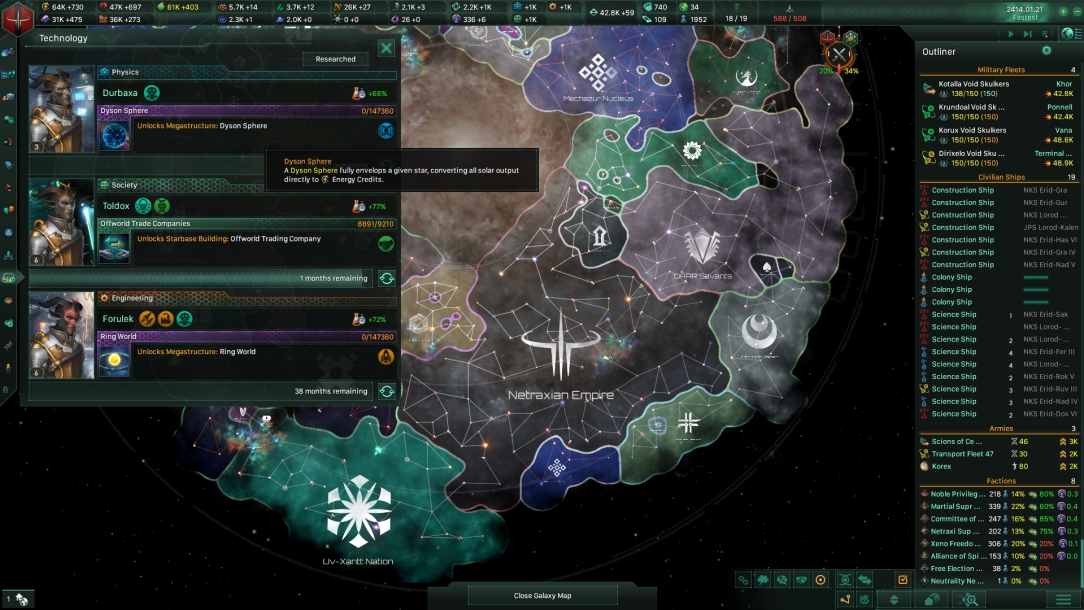 64K +730
47K +697
61K +403
5.7K +14
3.7K +12
26K +27
2.1K +3
2.2K +1K
+1K
+1K
42.8K +59
740
34
31K +475
36K +273
2.3K +1
2.0K +0
0 +0
26 +0
336 +6
+1K
109
1952
18 / 19
588 / 508
2414.01.21
Fastest
Technology
Researched
Physics
Durbaxa
+66%
Dyson Sphere
0/147360
Unlocks Megastructure: Dyson Sphere
3
Dyson Sphere
A Dyson Sphere fully envelops a given star, converting all solar output
directly to Energy Credits.
Society
Toldox
+77%
Offworld Trade Companies
8891/9210
Unlocks Starbase Building: Offworld Trading Company
6
1 months remaining
Engineering
Forulek
+72%
Ring World
0/147360
Unlocks Megastructure: Ring World
6
38 months remaining
20%
34%
Mechazur Nucleus
Netraxian Empire
Liv-Xantt Nation
Close Galaxy Map
1
Outliner
Military Fleets 4
Kotalla Void Skulkers Khor
138/150 (150) 42.8K
Krundoal Void Sk ... Ponnell
150/150 (150) 42.4K
Korux Void Skulkers Vana
150/150 (150) 48.6K
Dirixelo Void Sku ... Terminal ...
150/150 (150) 48.9K
Civilian Ships 19
Construction Ship NKS Erid-Gra
Construction Ship NKS Erid-Gur
Construction Ship NKS Lorod ...
Construction Ship JPS Lorod-Kalen
Construction Ship NKS Erid-Has VI
Construction Ship NKS Erid-Gra IV
Construction Ship NKS Erid-Nad V
Colony Ship
Colony Ship
Colony Ship
Science Ship 1 NKS Erid-Sak
Science Ship NKS Lorod- ...
Science Ship 2 NKS Lorod- ...
Science Ship 4 NKS Erid-Fer III
Science Ship 4 NKS Lorod- ...
Science Ship 2 NKS Erid-Rok V
Science Ship 3 NKS Erid-Ruv III
Science Ship 3 NKS Erid-Nad IV
Science Ship 2 NKS Erid-Dox VI
Armies 3
Scions of Ce ... 46 3K
Transport Fleet 47 30 2K
Korex 80 2K
Factions 8
Noble Privileg ... 218 14% 80% 0.3
Martial Supr ... 339 22% 60% 0.4
Committee of ... 247 16% 85% 0.4
Netraxi Sup ... 202 13% 75% 0.3
Xeno Freedo ... 306 20% 20% 0.1
Alliance of Spi ... 153 10% 20% 0.0
Free Election ... 38 2% 0%
Neutrality Ne ... 1 0% 0%